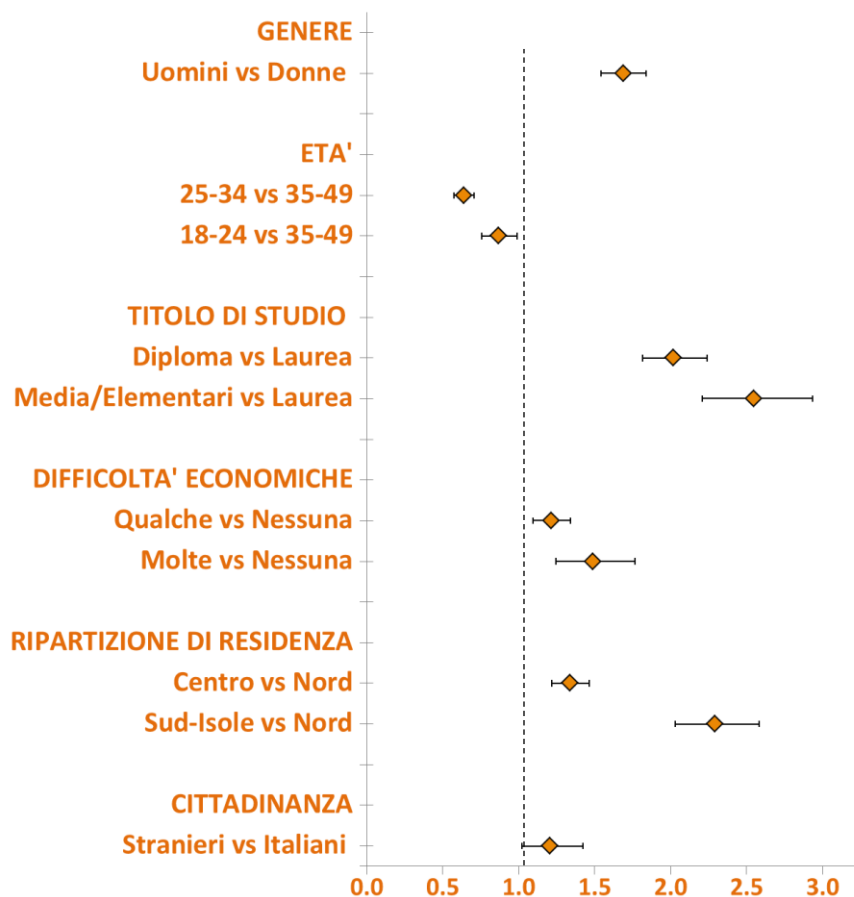 GENERE
Uomini vs Donne
ETA'
25-34 vs 35-49
18-24 vs 35-49
TITOLO DI STUDIO
Diploma vs Laurea
Media/Elementari vs Laurea
DIFFICOLTA' ECONOMICHE
Qualche vs Nessuna
Molte vs Nessuna
RIPARTIZIONE DI RESIDENZA
Centro vs Nord
Sud-Isole vs Nord
CITTADINANZA
Stranieri vs Italiani
0.0 0.5 1.0 1.5 2.0 2.5 3.0